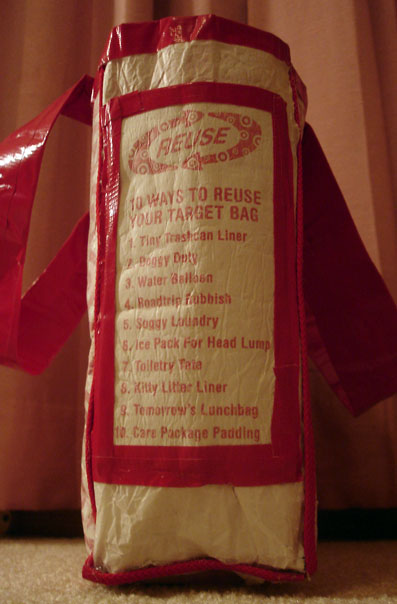 REUSE
10 WAYS TO REUSE
YOUR TARGET BAG
1. Tiny Trashcan Liner
2. Doggy Duty
3. Water Balloon
4. Roadtrip Rubbish
5. Soggy Laundry
6. Ice Pack For Head Lump
7. Toiletry Tote
8. Kitty Litter Liner
9. Tomorrow's Lunchbag
10. Care Package Padding